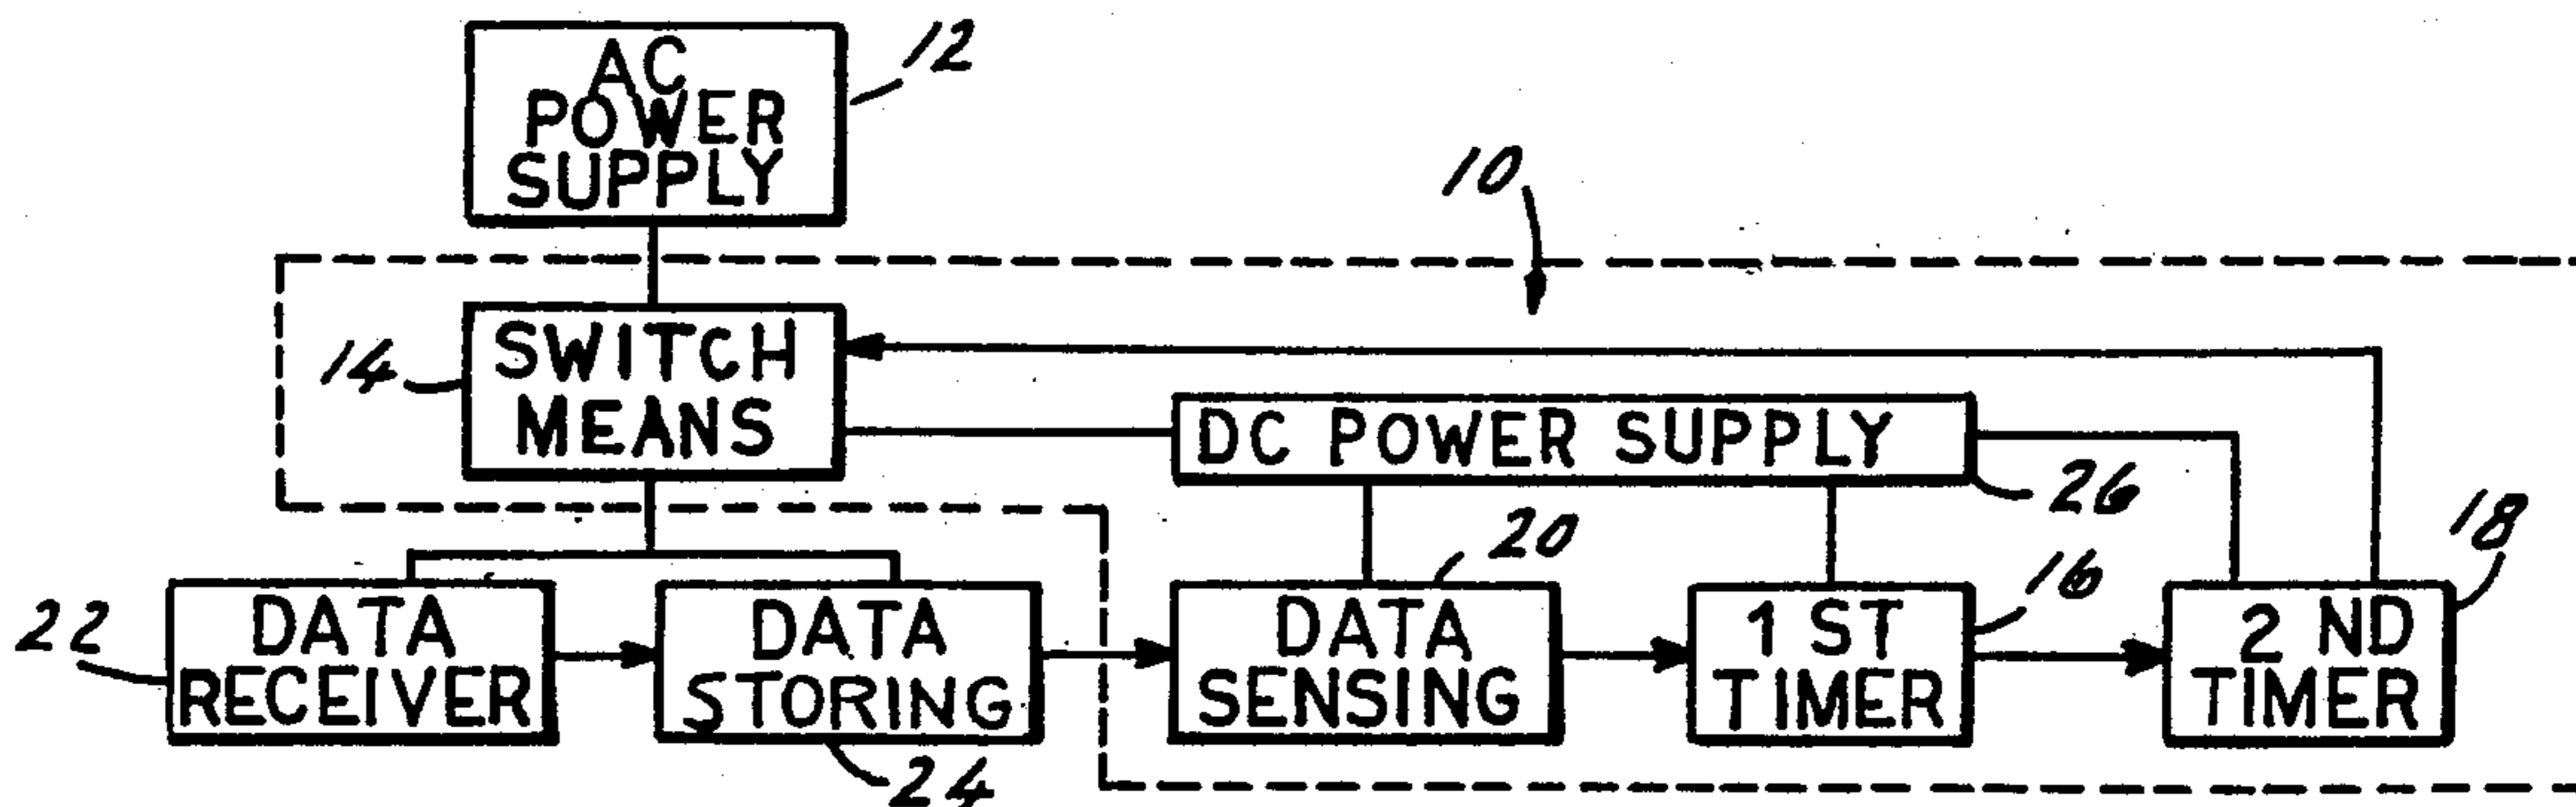 AC
POWER
SUPPLY
12
10
14
SWITCH
MEANS
DC POWER SUPPLY
26
20
16
18
22
DATA
RECEIVER
DATA
STORING
24
DATA
SENSING
1 ST
TIMER
2 ND
TIMER